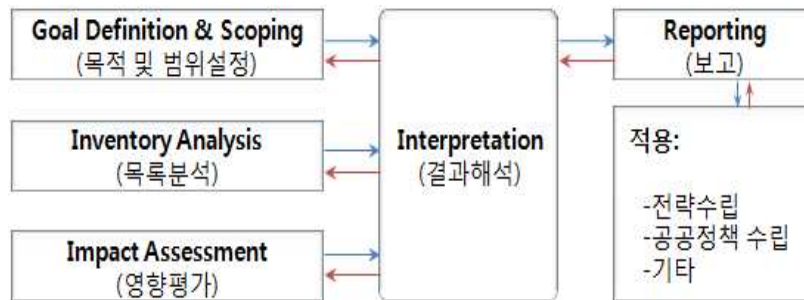 Goal Definition & Scoping
(목적 및 범위설정)
Inventory Analysis
(목록분석)
Impact Assessment
(영향평가)
Interpretation
(결과해석)
Reporting
(보고)
적용:
-전략수립
-공공정책 수립
-기타